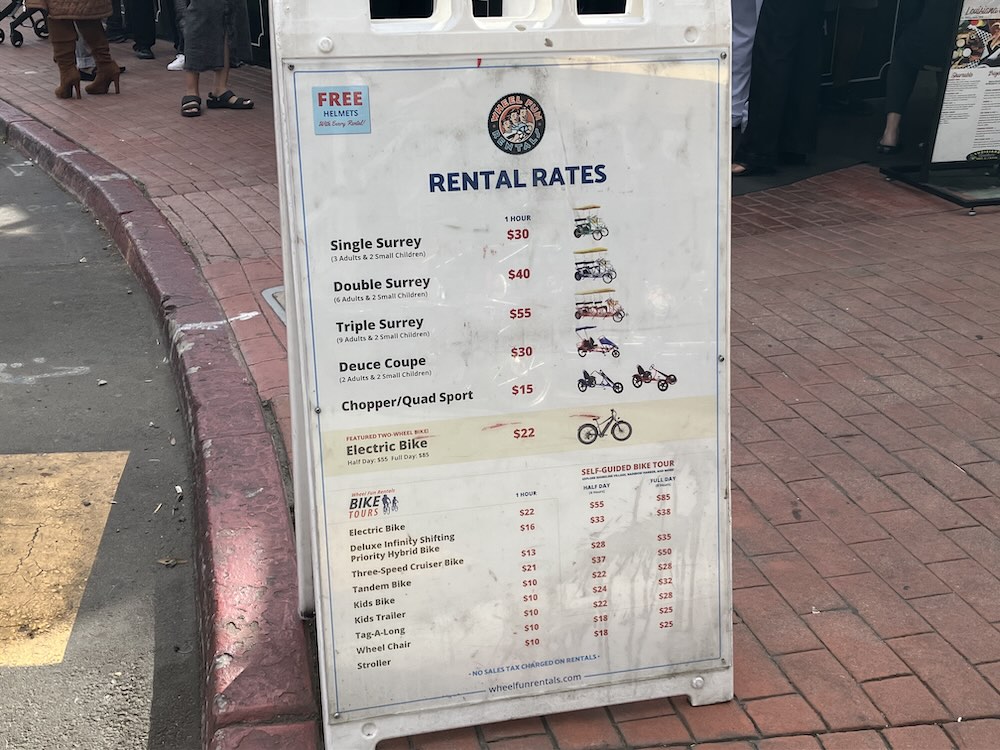 FREE
HELMETS
With Every Rental!
WHEEL FUN
RENTALS
RENTAL RATES
1 HOUR
Single Surrey $30
(3 Adults & 2 Small Children)
Double Surrey $40
(6 Adults & 2 Small Children)
Triple Surrey $55
(9 Adults & 2 Small Children)
Deuce Coupe $30
(2 Adults & 2 Small Children)
Chopper/Quad Sport $15
FEATURED TWO-WHEEL BIKE!
Electric Bike $22
Half Day: $55 Full Day: $85
SELF-GUIDED BIKE TOUR
Wheel Fun Rentals
BIKE
TOURS
1 HOUR HALF DAY FULL DAY
Electric Bike $22 $55 $85
Deluxe Infinity Shifting
Priority Hybrid Bike $16 $33 $38
Three-Speed Cruiser Bike $13 $28 $35
Tandem Bike $21 $37 $50
Kids Bike $10 $22 $28
Kids Trailer $10 $24 $32
Tag-A-Long $10 $22 $28
Wheel Chair $10 $18 $25
Stroller $10 $18 $25
- NO SALES TAX CHARGED ON RENTALS -
wheelfunrentals.com
Louisiana